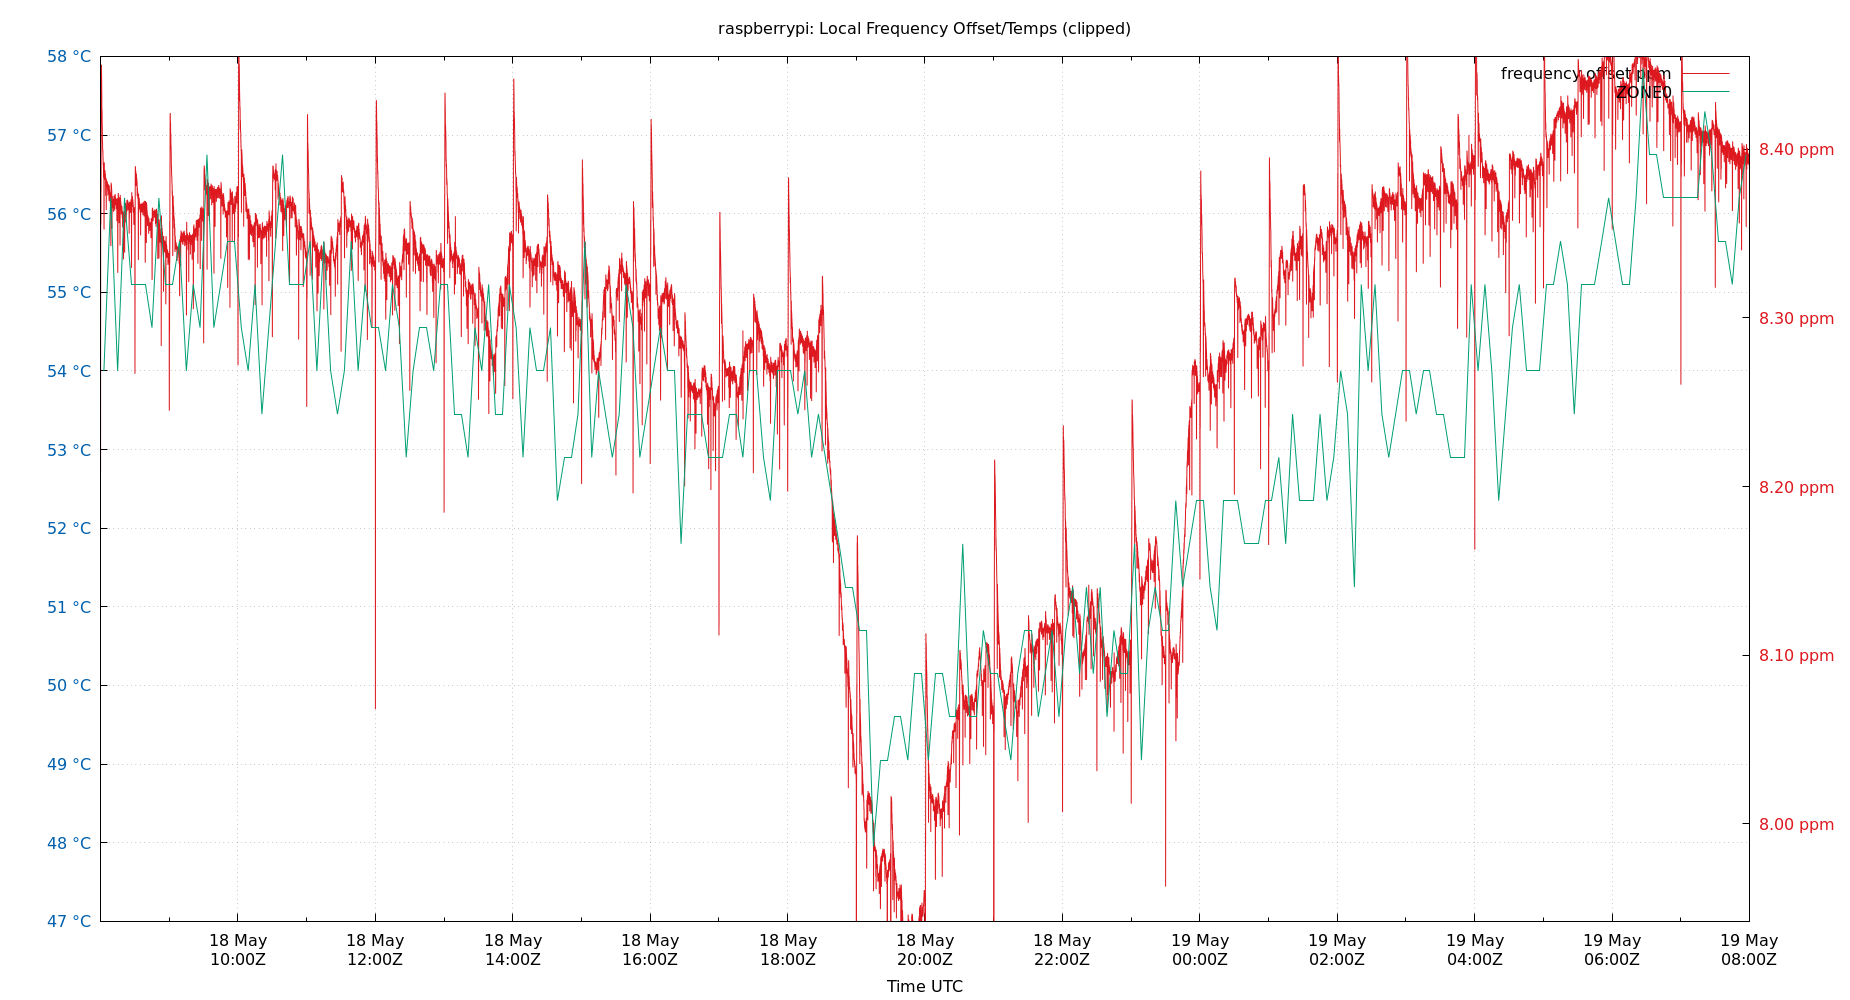 raspberrypi: Local Frequency Offset/Temps (clipped)
frequency offset ppm
ZONE0
58 °C
57 °C
56 °C
55 °C
54 °C
53 °C
52 °C
51 °C
50 °C
49 °C
48 °C
47 °C
8.40 ppm
8.30 ppm
8.20 ppm
8.10 ppm
8.00 ppm
18 May
10:00Z
18 May
12:00Z
18 May
14:00Z
18 May
16:00Z
18 May
18:00Z
18 May
20:00Z
18 May
22:00Z
19 May
00:00Z
19 May
02:00Z
19 May
04:00Z
19 May
06:00Z
19 May
08:00Z
Time UTC